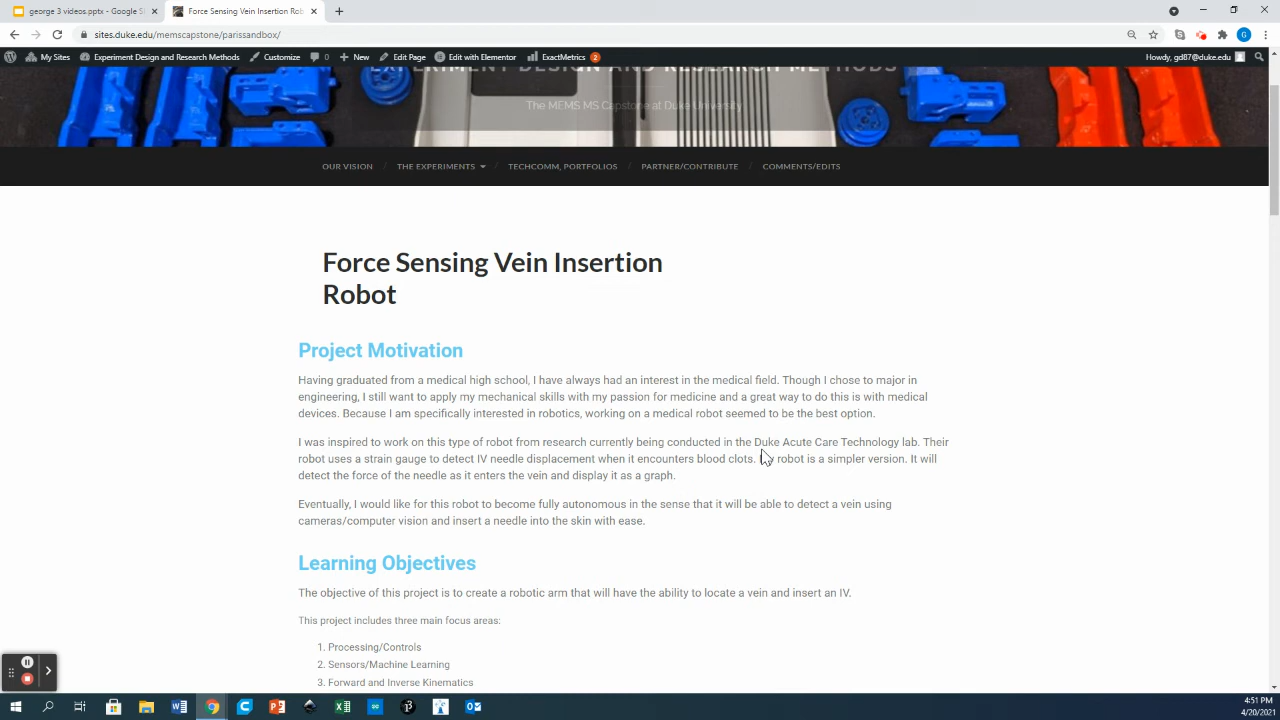 george 3 videos.pptx - Google Sl
Force Sensing Vein Insertion Rob
sites.duke.edu/memscapstone/parissandbox/
G
My Sites
Experiment Design and Research Methods
Customize
0
New
Edit Page
Edit with Elementor
ExactMetrics
2
Howdy, gd87@duke.edu
EXPERIMENT DESIGN AND RESEARCH METHODS
The MEMS MS Capstone at Duke University
OUR VISION / THE EXPERIMENTS / TECHCOMM, PORTFOLIOS / PARTNER/CONTRIBUTE / COMMENTS/EDITS
Force Sensing Vein Insertion
Robot
Project Motivation
Having graduated from a medical high school, I have always had an interest in the medical field. Though I chose to major in
engineering, I still want to apply my mechanical skills with my passion for medicine and a great way to do this is with medical
devices. Because I am specifically interested in robotics, working on a medical robot seemed to be the best option.
I was inspired to work on this type of robot from research currently being conducted in the Duke Acute Care Technology lab. Their
robot uses a strain gauge to detect IV needle displacement when it encounters blood clots. robot is a simpler version. It will
detect the force of the needle as it enters the vein and display it as a graph.
Eventually, I would like for this robot to become fully autonomous in the sense that it will be able to detect a vein using
cameras/computer vision and insert a needle into the skin with ease.
Learning Objectives
The objective of this project is to create a robotic arm that will have the ability to locate a vein and insert an IV.
This project includes three main focus areas:
1. Processing/Controls
2. Sensors/Machine Learning
3. Forward and Inverse Kinematics
4:51 PM
4/20/2021